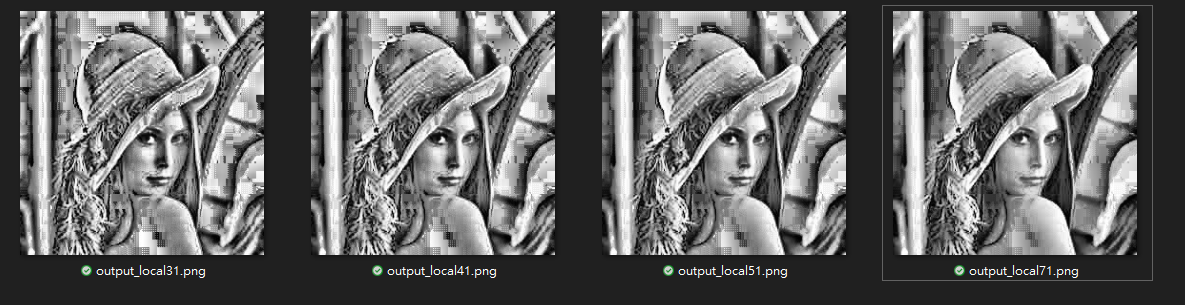 output_local31.png
output_local41.png
output_local51.png
output_local71.png